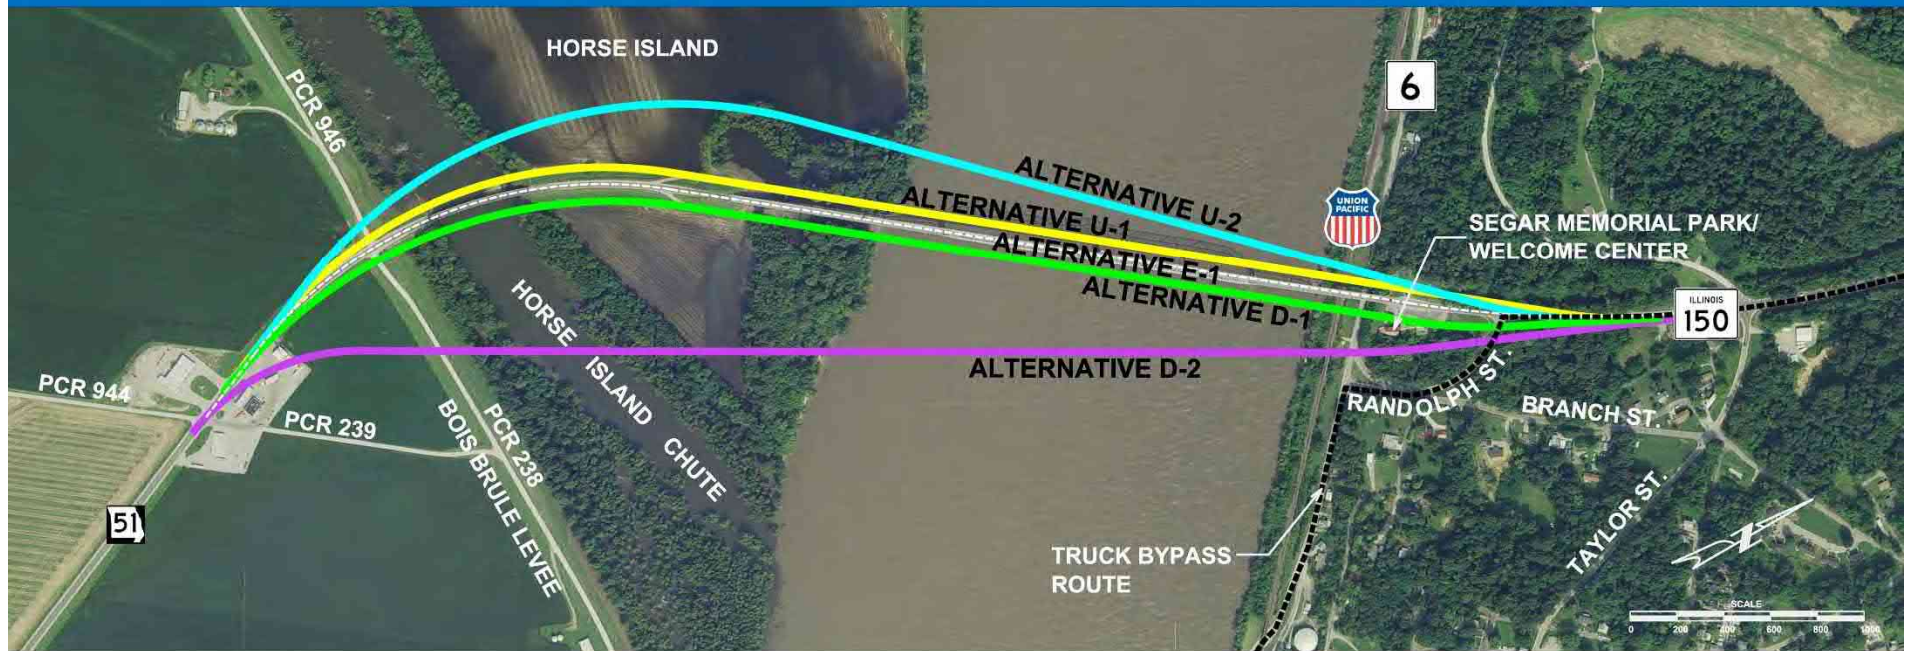 HORSE ISLAND
PCR 946
6
ALTERNATIVE U-2
UNION
PACIFIC
ALTERNATIVE U-1
SEGAR MEMORIAL PARK/
WELCOME CENTER
ALTERNATIVE E-1
ALTERNATIVE D-1
ILLINOIS
150
HORSE ISLAND CHUTE
ALTERNATIVE D-2
PCR 944
PCR 239
PCR 238
BOIS BRULE LEVEE
RANDOLPH ST.
BRANCH ST.
TAYLOR ST.
51
TRUCK BYPASS
ROUTE
SCALE
0 200 400 600 800 1000